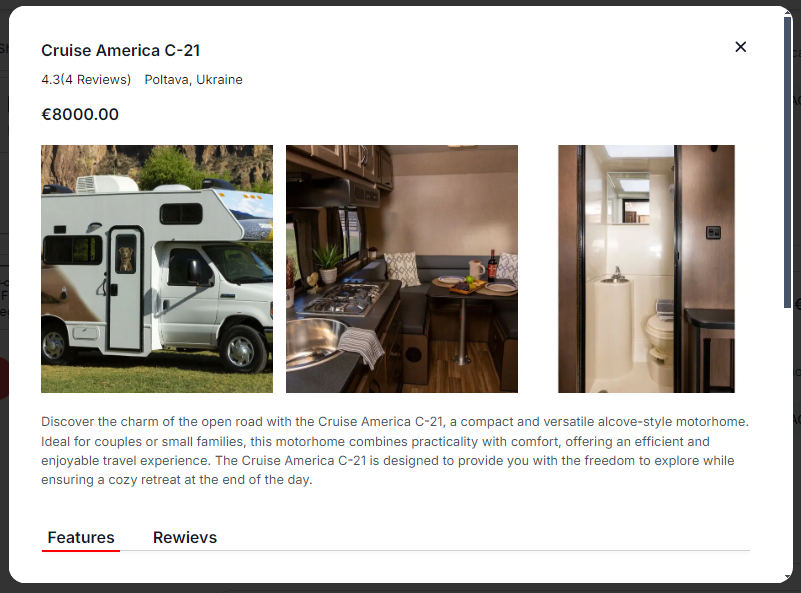 Cruise America C-21
4.3(4 Reviews) Poltava, Ukraine
€8000.00
Discover the charm of the open road with the Cruise America C-21, a compact and versatile alcove-style motorhome.
Ideal for couples or small families, this motorhome combines practicality with comfort, offering an efficient and
enjoyable travel experience. The Cruise America C-21 is designed to provide you with the freedom to explore while
ensuring a cozy retreat at the end of the day.
Features Rewievs